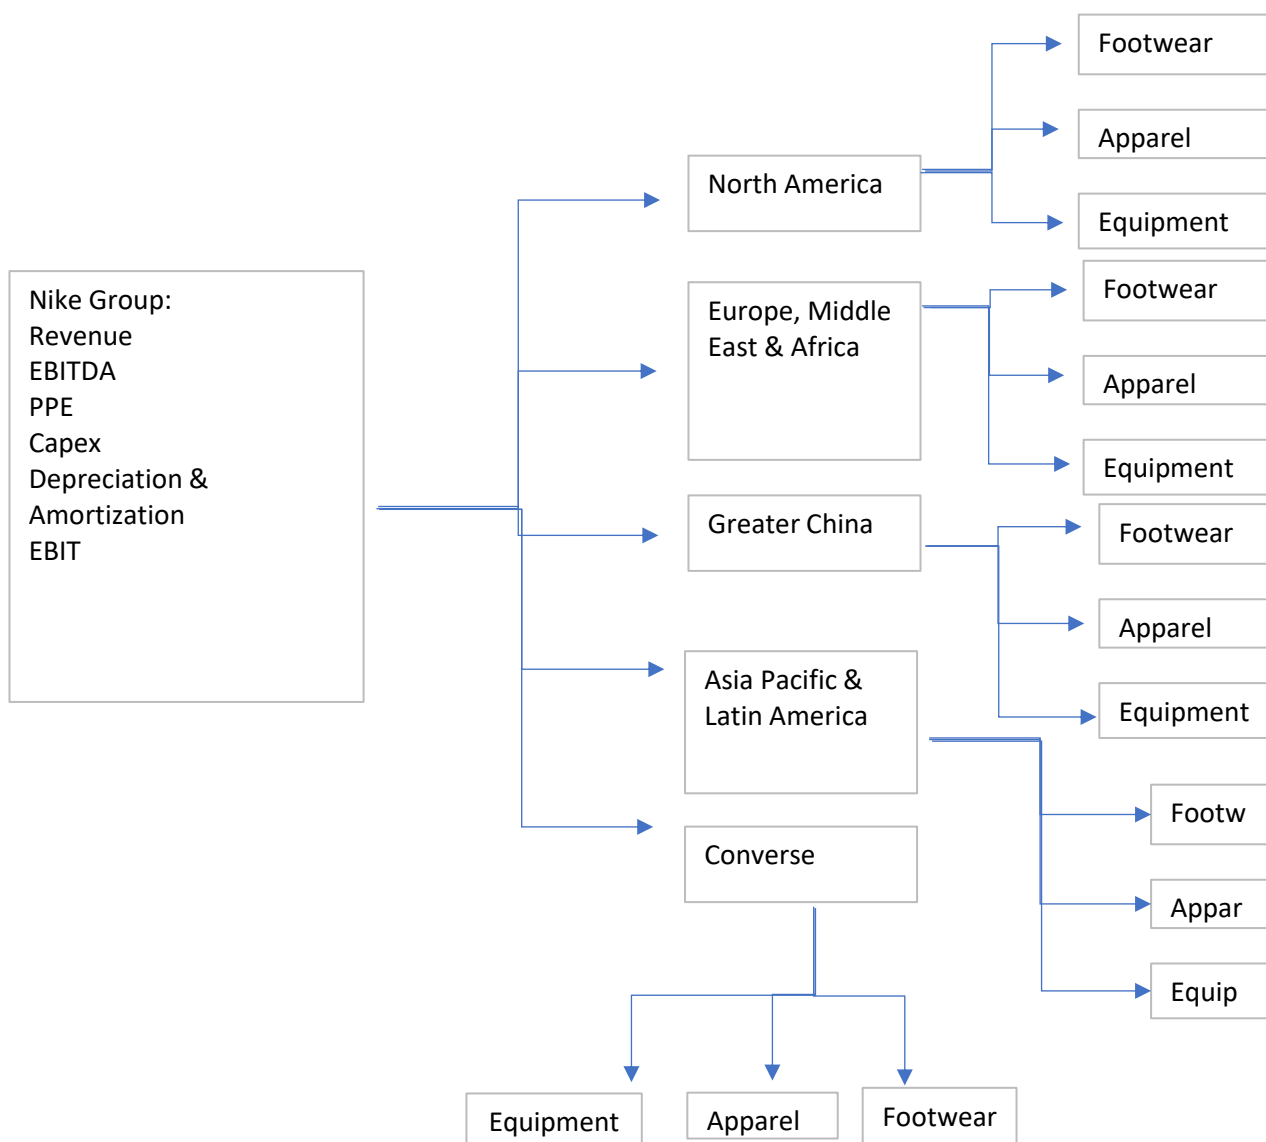 Nike Group:
Revenue
EBITDA
PPE
Capex
Depreciation &
Amortization
EBIT
North America
Footwear
Apparel
Equipment
Europe, Middle
East & Africa
Footwear
Apparel
Equipment
Greater China
Footwear
Apparel
Equipment
Asia Pacific &
Latin America
Footw
Appar
Equip
Converse
Equipment
Apparel
Footwear